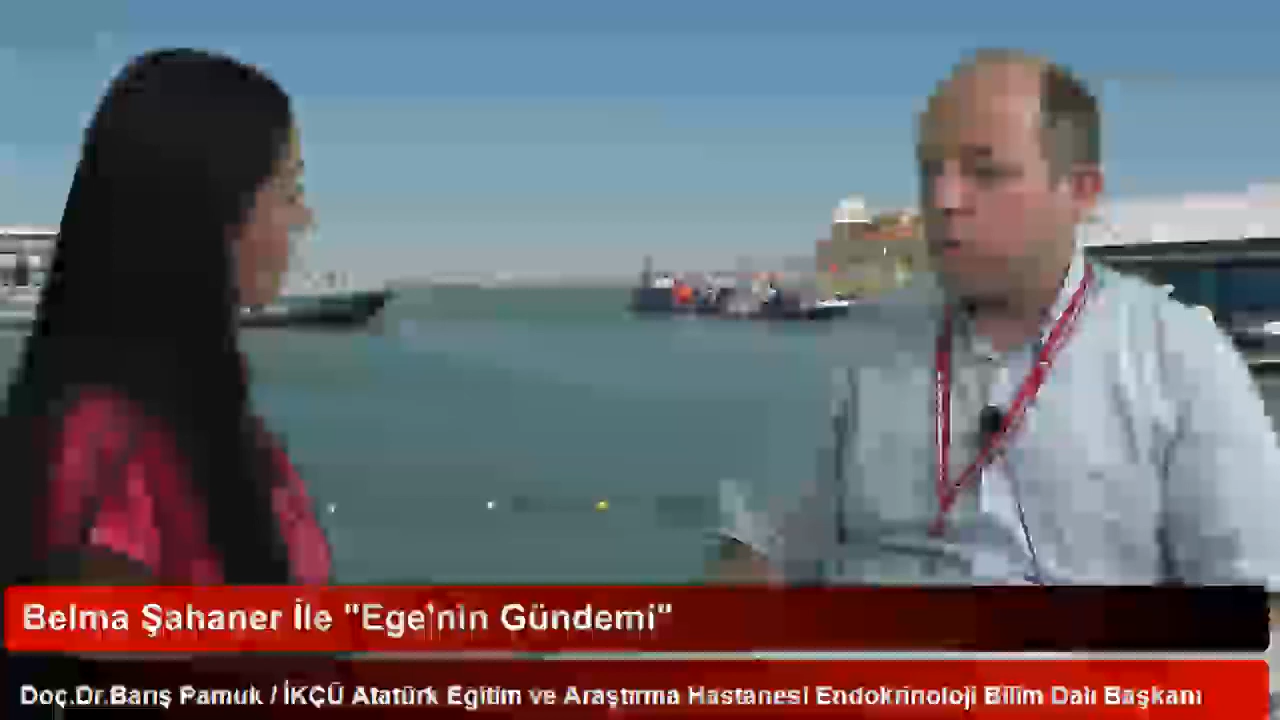 Belma Şahaner İle "Ege'nin Gündemi"
Doç.Dr.Barış Pamuk / İKÇÜ Atatürk Eğitim ve Araştırma Hastanesi Endokrinoloji Bilim Dalı Başkanı